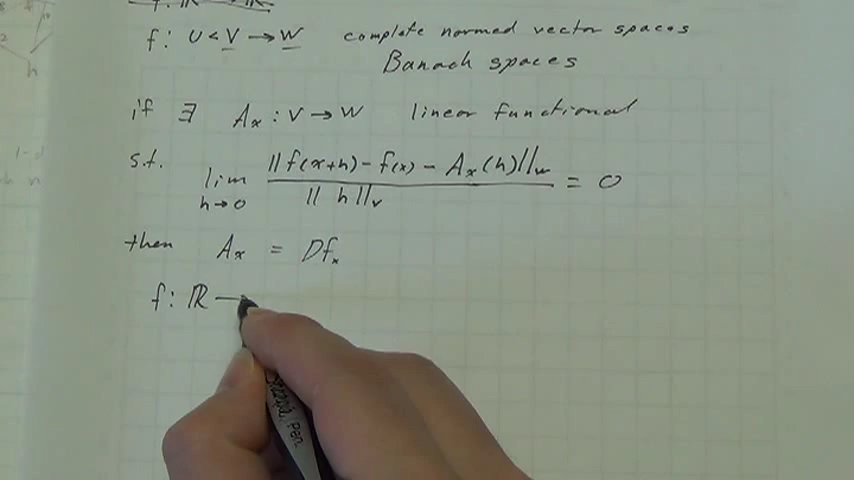 f: U < V → W complete normed vector spaces
Banach spaces
if ∃ Aₓ : V → W linear functional
s.t. lim h→0 ||f(x+h) - f(x) - Aₓ(h)||_w / ||h||_v = 0
then Aₓ = Dfₓ
f: ℝ —
Pen